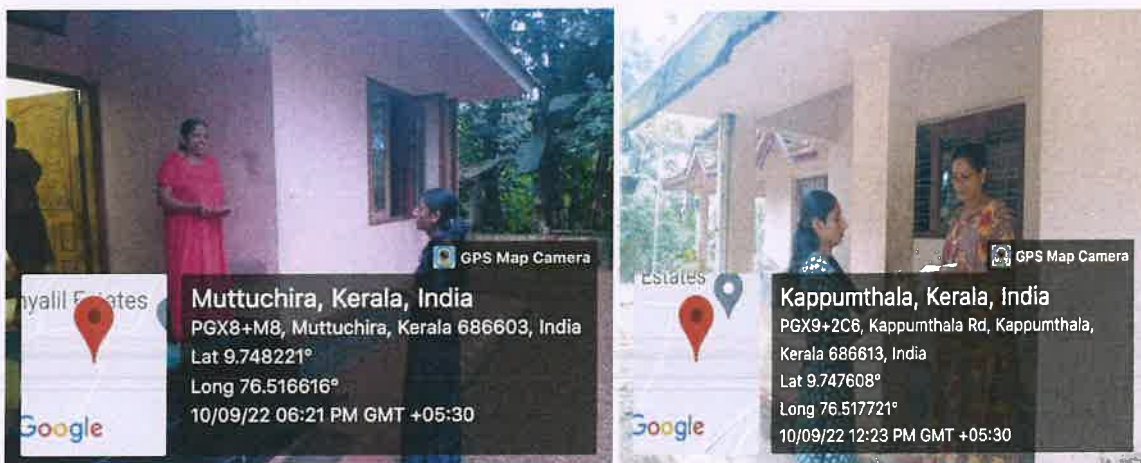 GPS Map Camera
nyalil Estates
Google
Muttuchira, Kerala, India
PGX8+M8, Muttuchira, Kerala 686603, India
Lat 9.748221°
Long 76.516616°
10/09/22 06:21 PM GMT +05:30
GPS Map Camera
Estates
Google
Kappumthala, Kerala, India
PGX9+2C6, Kappumthala Rd, Kappumthala,
Kerala 686613, India
Lat 9.747608°
Long 76.517721°
10/09/22 12:23 PM GMT +05:30